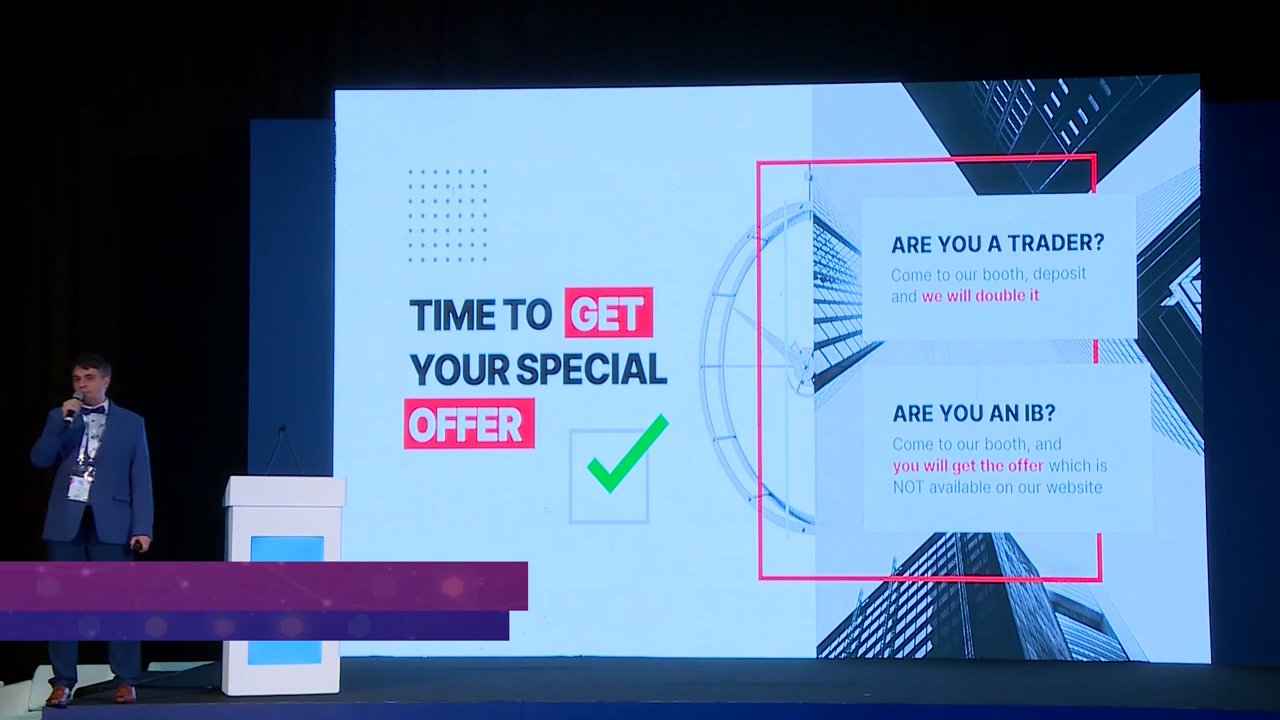 TIME TO GET
YOUR SPECIAL
OFFER
ARE YOU A TRADER?
Come to our booth, deposit
and we will double it
ARE YOU AN IB?
Come to our booth, and
you will get the offer which is
NOT available on our website